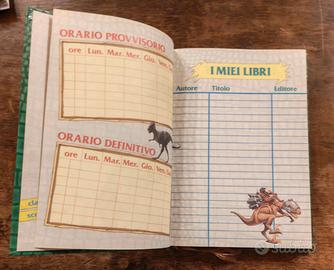 ORARIO PROVVISORIO
ore Lun. Mar. Mer. Gio. Ven.
ORARIO DEFINITIVO
ore Lun. Mar. Mer. Gio. Ven.
I MIEI LIBRI
Autore Titolo Editore
subito